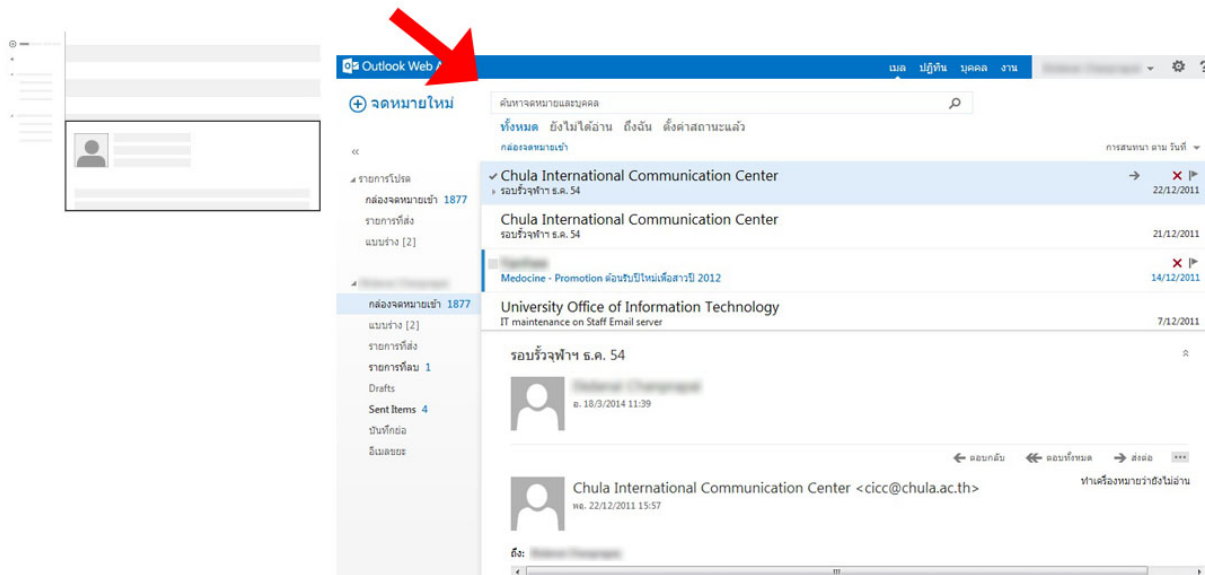 Outlook Web
เมล ปฏิทิน บุคคล งาน
จดหมายใหม่
ค้นหาจดหมายและบุคคล
ทั้งหมด ยังไม่ได้อ่าน ถึงฉัน ตั้งค่าสถานะแล้ว
กล่องจดหมายเข้า
การสนทนา ตาม วันที่
«
รายการโปรด
กล่องจดหมายเข้า 1877
รายการที่ส่ง
แบบร่าง [2]
กล่องจดหมายเข้า 1877
แบบร่าง [2]
รายการที่ส่ง
รายการที่ลบ 1
Drafts
Sent Items 4
บันทึกย่อ
อีเมลขยะ
Chula International Communication Center
รอบรั้วจุฬาฯ ธ.ค. 54
22/12/2011
Chula International Communication Center
รอบรั้วจุฬาฯ ธ.ค. 54
21/12/2011
Medocine - Promotion ต้อนรับปีใหม่เพื่อสาวปี 2012
14/12/2011
University Office of Information Technology
IT maintenance on Staff Email server
7/12/2011
รอบรั้วจุฬาฯ ธ.ค. 54
อ. 18/3/2014 11:39
ตอบกลับ ตอบทั้งหมด ส่งต่อ ...
ทำเครื่องหมายว่ายังไม่อ่าน
Chula International Communication Center <cicc@chula.ac.th>
พฤ. 22/12/2011 15:57
ถึง: